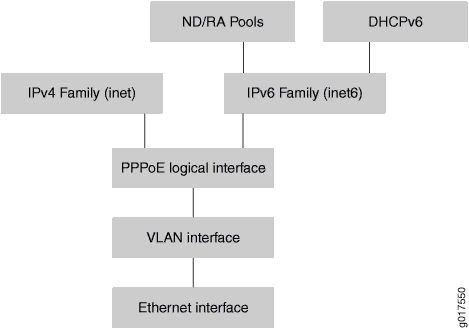 ND/RA Pools
DHCPv6
IPv4 Family (inet)
IPv6 Family (inet6)
PPPoE logical interface
VLAN interface
Ethernet interface
g017550